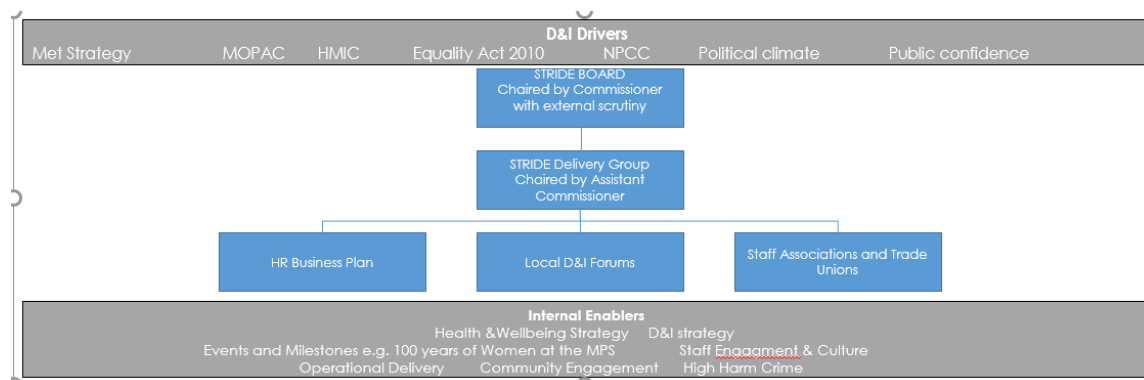 D&I Drivers
Met Strategy MOPAC HMIC Equality Act 2010 NPCC Political climate Public confidence
STRIDE BOARD
Chaired by Commissioner
with external scrutiny
STRIDE Delivery Group
Chaired by Assistant
Commissioner
HR Business Plan
Local D&I Forums
Staff Associations and Trade
Unions
Internal Enablers
Health &Wellbeing Strategy D&I strategy
Events and Milestones e.g. 100 years of Women at the MPS Staff Engagment & Culture
Operational Delivery Community Engagement High Harm Crime